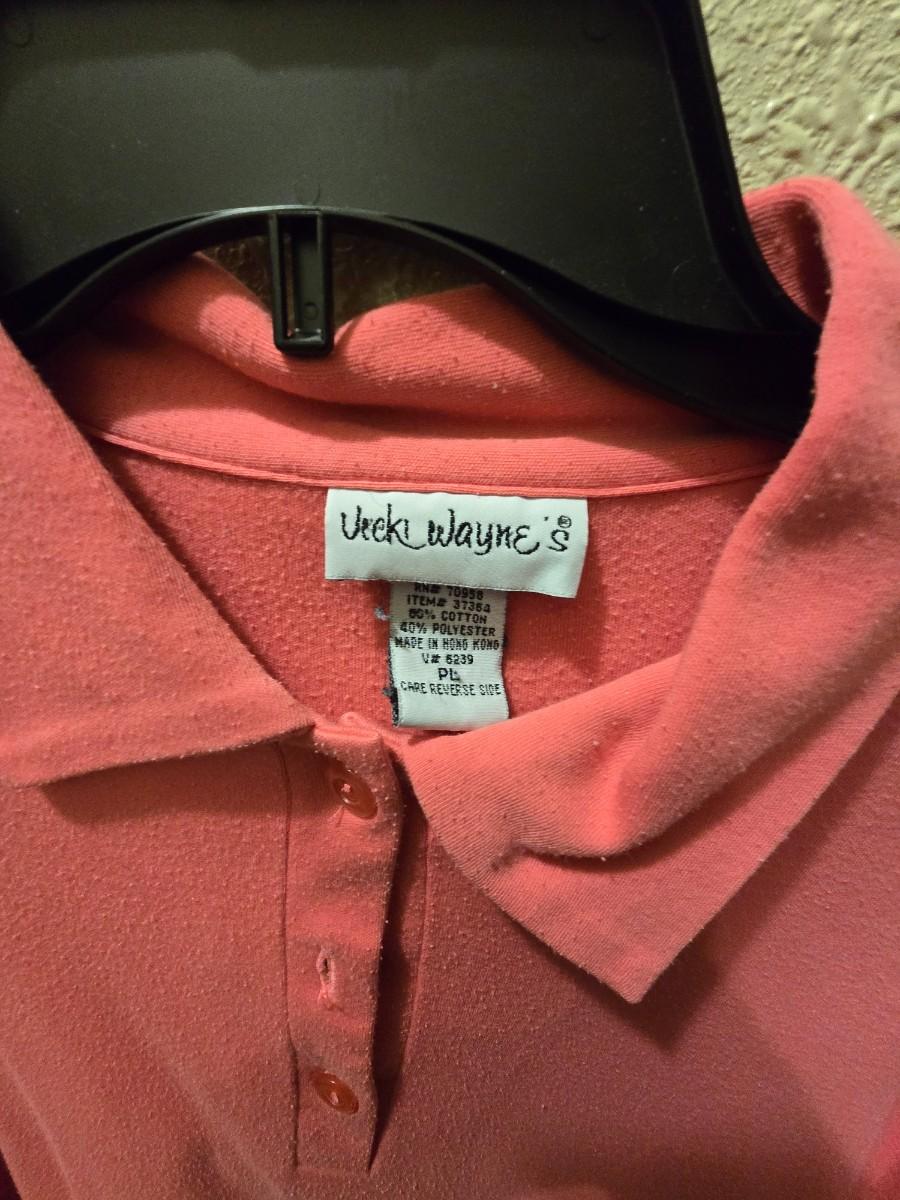 Vicki Wayne's®
RN# 70958
ITEM# 37364
60% COTTON
40% POLYESTER
MADE IN HONG KONG
V# 6239
PL
CARE REVERSE SIDE